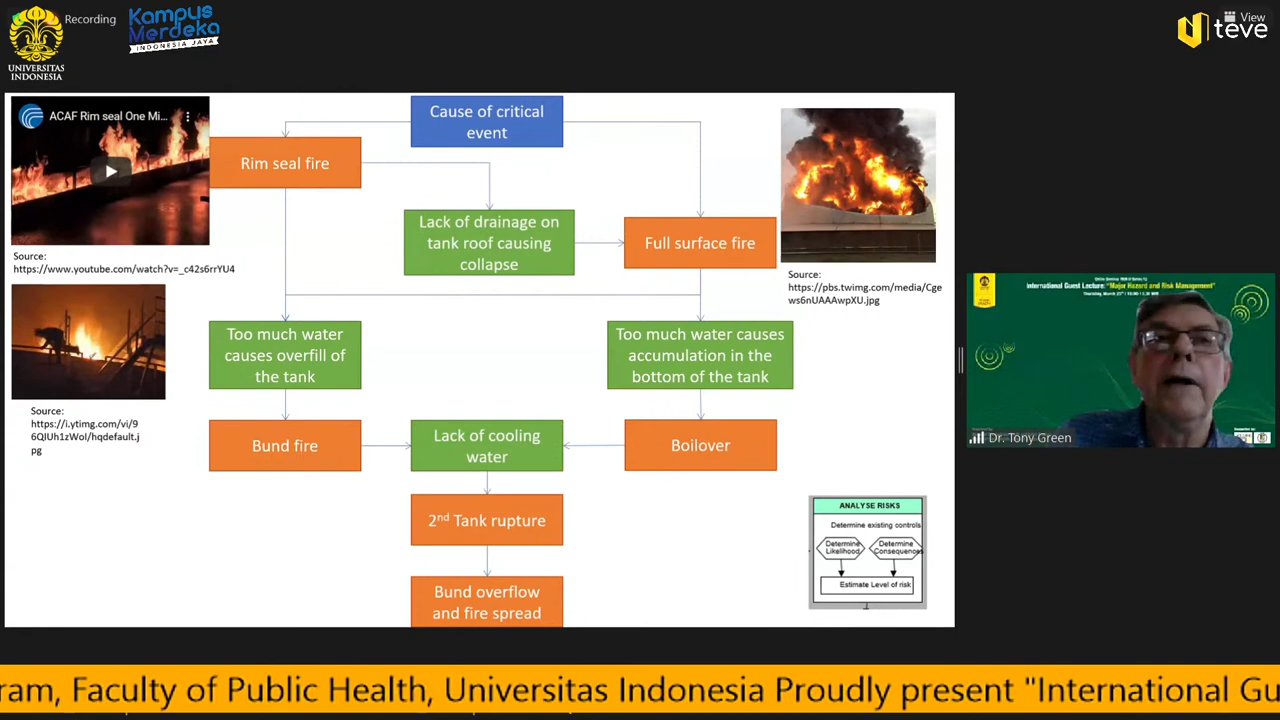 Recording
UNIVERSITAS
INDONESIA
Kampus
Merdeka
INDONESIA JAYA
View
teve
ACAF Rim seal One Mi...
Cause of critical
event
Rim seal fire
Lack of drainage on
tank roof causing
collapse
Full surface fire
Source:
https://www.youtube.com/watch?v=_c42s6rrYU4
Source:
https://pbs.twimg.com/media/Cge
ws6nUAAAwpXU.jpg
Too much water
causes overfill of
the tank
Too much water causes
accumulation in the
bottom of the tank
Source:
https://i.ytimg.com/vi/9
6QIUh1zWoI/hqdefault.j
pg
Bund fire
Lack of cooling
water
Boilover
2nd Tank rupture
Bund overflow
and fire spread
ANALYSE RISKS
Determine existing controls
Determine
Likelihood
Determine
Consequences
Estimate Level of risk
International Guest Lecture: "Major Hazard and Risk Management"
Dr. Tony Green
ram, Faculty of Public Health, Universitas Indonesia Proudly present "International Gu